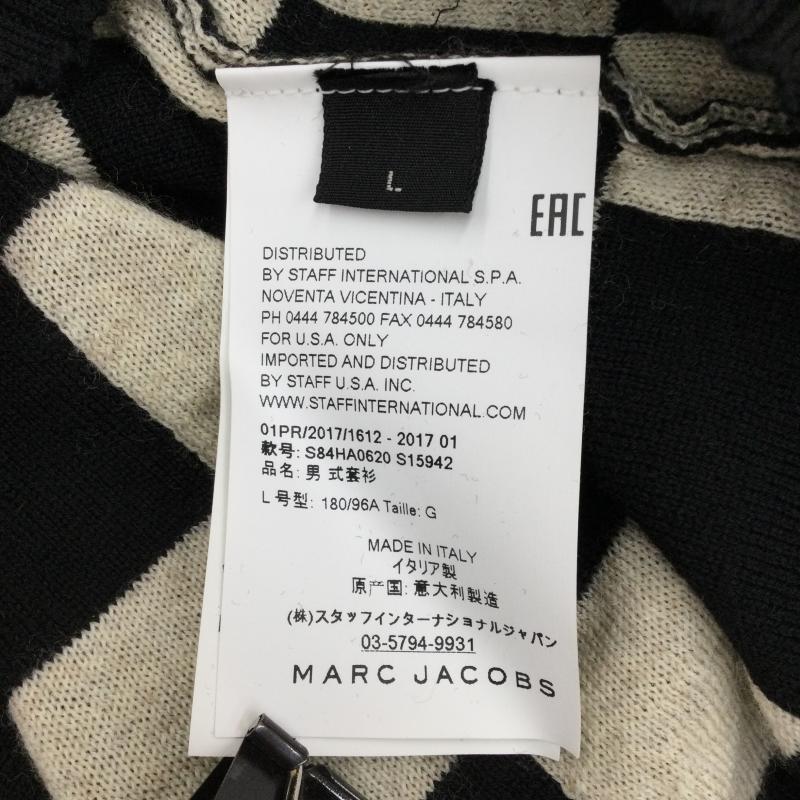 L
EAC
DISTRIBUTED
BY STAFF INTERNATIONAL S.P.A.
NOVENTA VICENTINA - ITALY
PH 0444 784500 FAX 0444 784580
FOR U.S.A. ONLY
IMPORTED AND DISTRIBUTED
BY STAFF U.S.A. INC.
WWW.STAFFINTERNATIONAL.COM
01PR/2017/1612 - 2017 01
款号: S84HA0620 S15942
品名: 男 式套衫
L 号型: 180/96A Taille: G
MADE IN ITALY
イタリア製
原产国: 意大利製造
(株)スタッフインターナショナルジャパン
03-5794-9931
MARC JACOBS